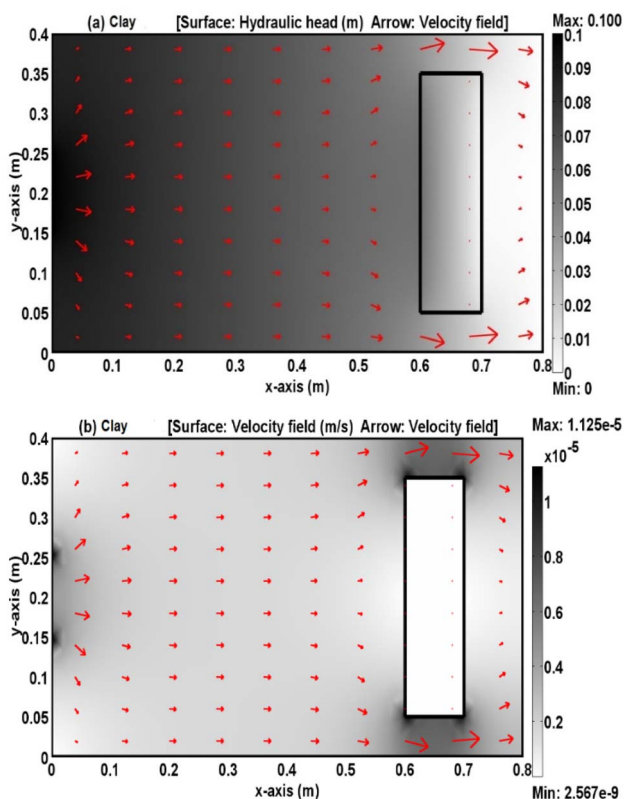 (a) Clay [Surface: Hydraulic head (m) Arrow: Velocity field]
Max: 0.100
0.4
0.35
0.3
0.25
0.2
0.15
0.1
0.05
0
y-axis (m)
0 0.1 0.2 0.3 0.4 0.5 0.6 0.7 0.8
x-axis (m)
0.1
0.09
0.08
0.07
0.06
0.05
0.04
0.03
0.02
0.01
0
Min: 0
(b) Clay [Surface: Velocity field (m/s) Arrow: Velocity field]
Max: 1.125e-5
x10-5
0.4
0.35
0.3
0.25
0.2
0.15
0.1
0.05
0
y-axis (m)
0 0.1 0.2 0.3 0.4 0.5 0.6 0.7 0.8
x-axis (m)
1
0.8
0.6
0.4
0.2
Min: 2.567e-9